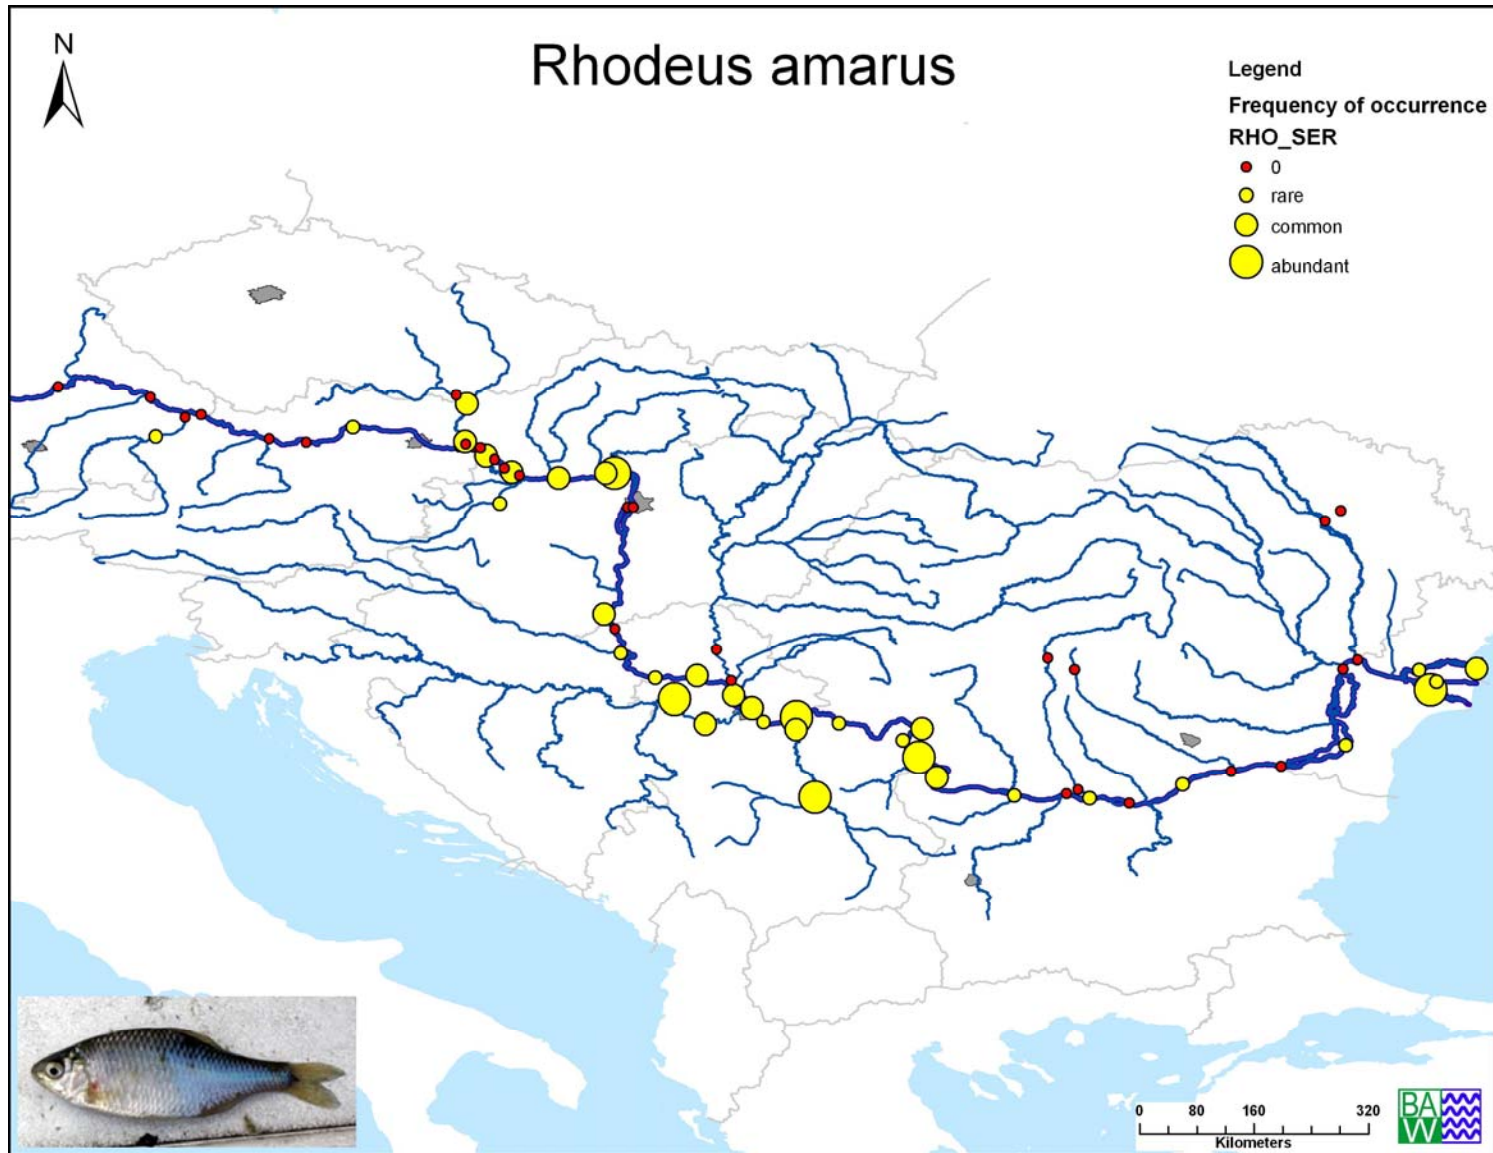 N
Rhodeus amarus
Legend
Frequency of occurrence
RHO_SER
0
rare
common
abundant
0 80 160 320
Kilometers
BA
W